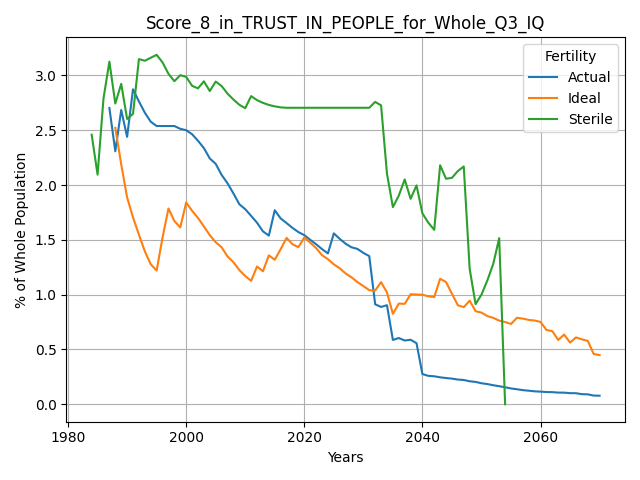 Score_8_in_TRUST_IN_PEOPLE_for_Whole_Q3_IQ
Fertility
Actual
Ideal
Sterile
% of Whole Population
3.0
2.5
2.0
1.5
1.0
0.5
0.0
1980
2000
2020
2040
2060
Years